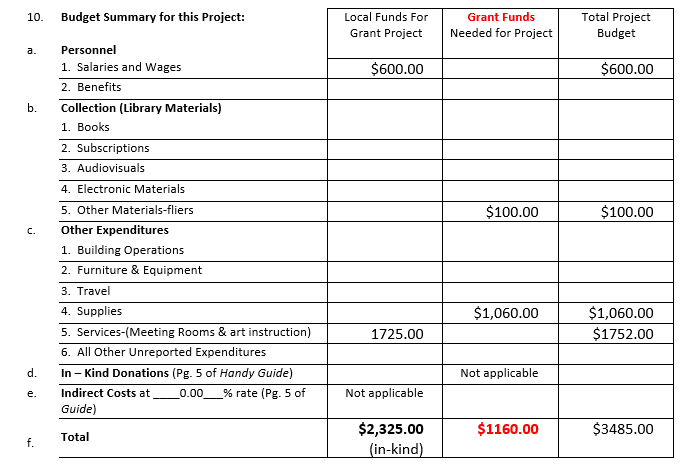 10. Budget Summary for this Project: Local Funds For Grant Project Grant Funds Needed for Project Total Project Budget
a. Personnel
1. Salaries and Wages $600.00 $600.00
2. Benefits
b. Collection (Library Materials)
1. Books
2. Subscriptions
3. Audiovisuals
4. Electronic Materials
5. Other Materials-fliers $100.00 $100.00
c. Other Expenditures
1. Building Operations
2. Furniture & Equipment
3. Travel
4. Supplies $1,060.00 $1,060.00
5. Services-(Meeting Rooms & art instruction) 1725.00 $1752.00
6. All Other Unreported Expenditures
d. In – Kind Donations (Pg. 5 of Handy Guide) Not applicable
e. Indirect Costs at ____0.00___% rate (Pg. 5 of Not applicable
Guide)
f. Total $2,325.00 $1160.00 $3485.00
(in-kind)